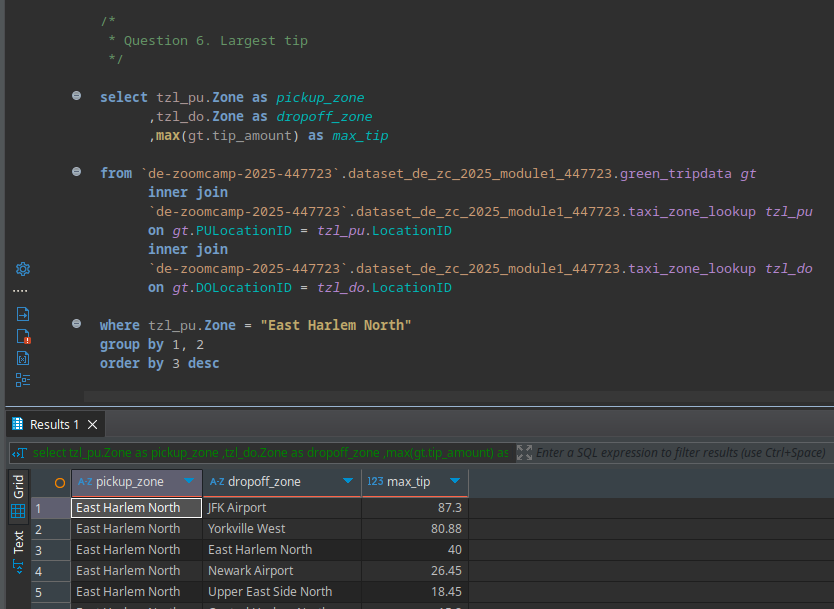 /*
* Question 6. Largest tip
*/
select tzl_pu.Zone as pickup_zone
,tzl_do.Zone as dropoff_zone
,max(gt.tip_amount) as max_tip
from `de-zoomcamp-2025-447723`.dataset_de_zc_2025_module1_447723.green_tripdata gt
inner join
`de-zoomcamp-2025-447723`.dataset_de_zc_2025_module1_447723.taxi_zone_lookup tzl_pu
on gt.PULocationID = tzl_pu.LocationID
inner join
`de-zoomcamp-2025-447723`.dataset_de_zc_2025_module1_447723.taxi_zone_lookup tzl_do
on gt.DOLocationID = tzl_do.LocationID
where tzl_pu.Zone = "East Harlem North"
group by 1, 2
order by 3 desc
Results 1
select tzl_pu.Zone as pickup_zone ,tzl_do.Zone as dropoff_zone ,max(gt.tip_amount) as Enter a SQL expression to filter results (use Ctrl+Space)
Grid
Text
A-Z pickup_zone A-Z dropoff_zone 123 max_tip
1 East Harlem North JFK Airport 87.3
2 East Harlem North Yorkville West 80.88
3 East Harlem North East Harlem North 40
4 East Harlem North Newark Airport 26.45
5 East Harlem North Upper East Side North 18.45